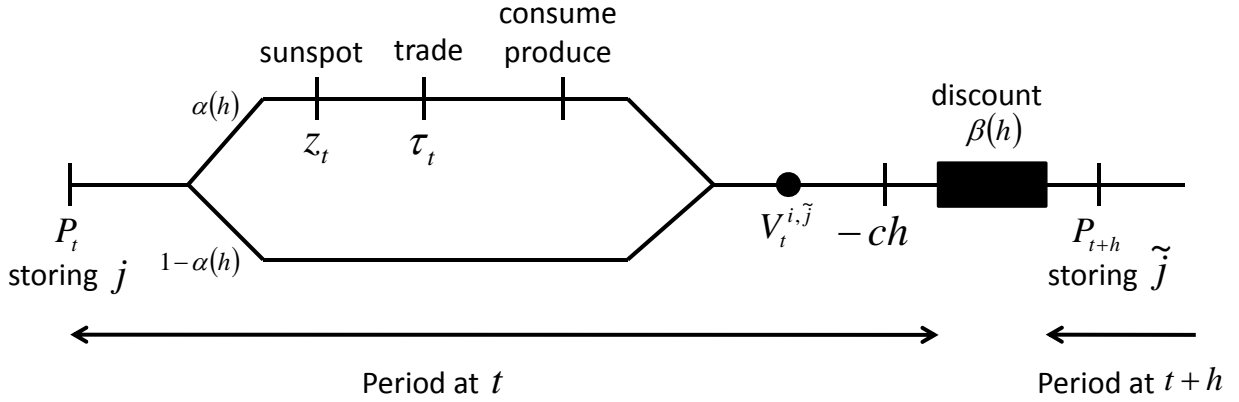 consume
sunspot trade produce
α(h) discount
z_t τ_t β(h)
P_t 1−α(h) V_t^{i,j̃} −ch P_{t+h}
storing j storing j̃
Period at t Period at t+h